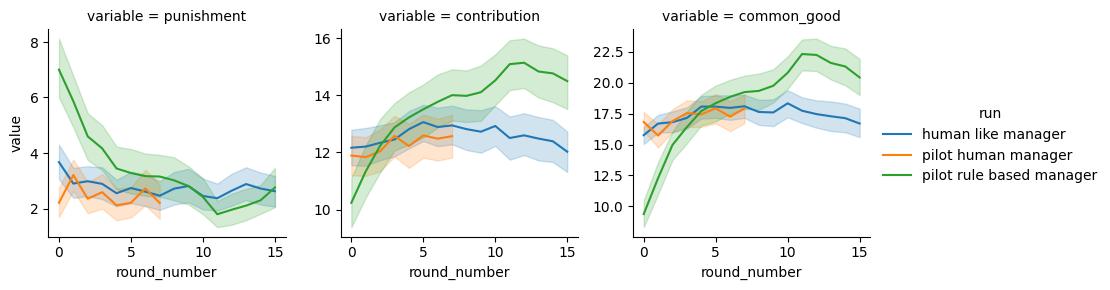 variable = punishment
8
6
4
2
value
0
5
10
15
round_number
variable = contribution
16
14
12
10
0
5
10
15
round_number
variable = common_good
22.5
20.0
17.5
15.0
12.5
10.0
0
5
10
15
round_number
run
human like manager
pilot human manager
pilot rule based manager